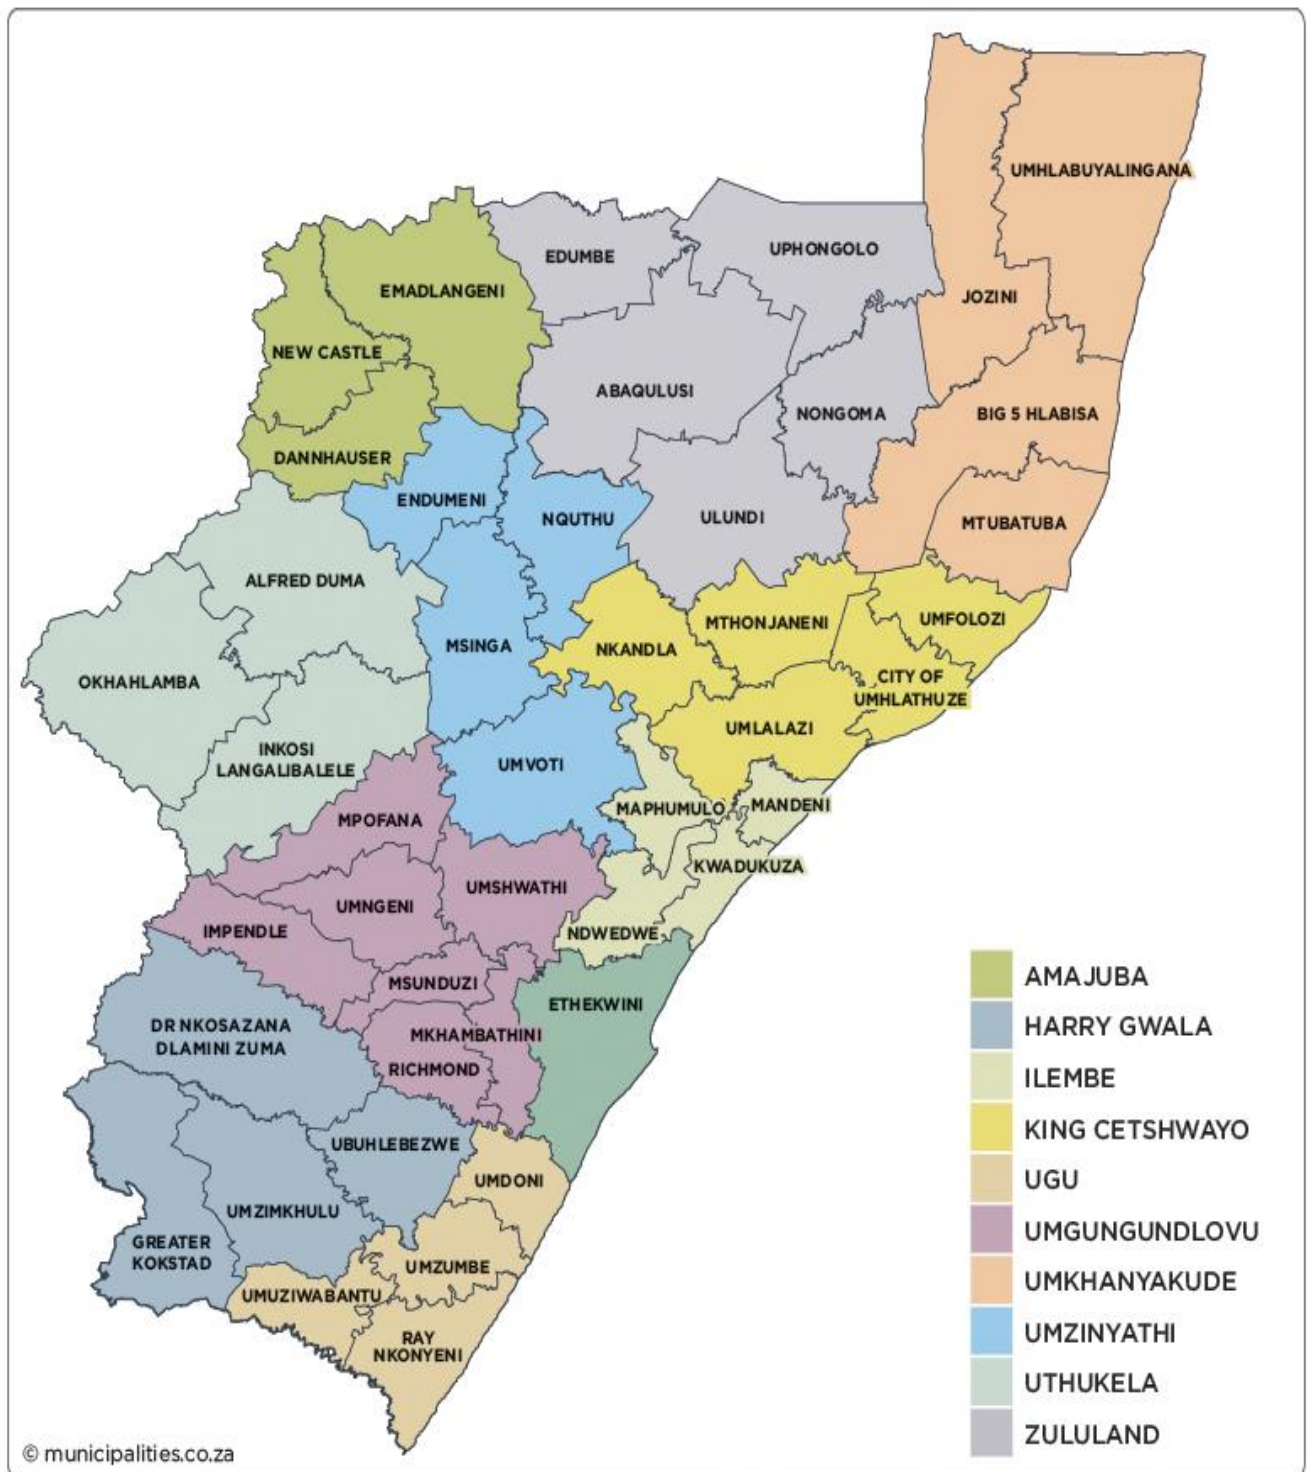 UMHLABUYALINGANA
EDUMBE
UPHONGOLO
EMADLANGENI
JOZINI
NEW CASTLE
ABAQULUSI
NONGOMA
BIG 5 HLABISA
DANNHAUSER
ENDUMENI
NQUTHU
ULUNDI
MTUBATUBA
ALFRED DUMA
MTHONJANENI
UMFOLOZI
MSINGA
NKANDLA
OKHAHLAMBA
CITY OF
UMHLATHUZE
UMLALAZI
INKOSI
LANGALIBALELE
UMVOTI
MAPHUMULO
MANDENI
MPOFANA
KWADUKUZA
UMSHWATHI
UMNGENI
IMPENDLE
NDWEDWE
MSUNDUZI
ETHEKWINI
DR NKOSAZANA
DLAMINI ZUMA
MKHAMBATHINI
RICHMOND
UBUHLEBEZWE
UMDONI
UMZIMKHULU
GREATER
KOKSTAD
UMZUMBE
UMUZIWABANTU
RAY
NKONYENI
AMAJUBA
HARRY GWALA
ILEMBE
KING CETSHWAYO
UGU
UMGUNGUNDLOVU
UMKHANYAKUDE
UMZINYATHI
UTHUKELA
ZULULAND
© municipalities.co.za